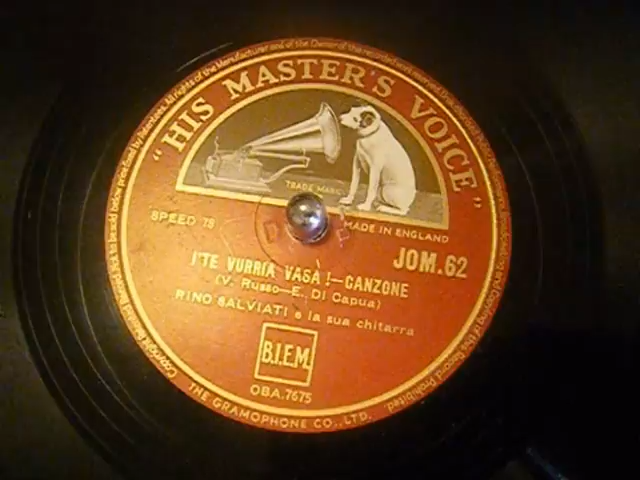 "HIS MASTER'S VOICE"
TRADE MARK
SPEED 78
MADE IN ENGLAND
JOM.62
I'TE VURRIA VASÀ!—CANZONE
(V. Russo—E. Di Capua)
RINO SALVIATI e la sua chitarra
B.I.E.M.
OBA.7675
THE GRAMOPHONE CO., LTD.